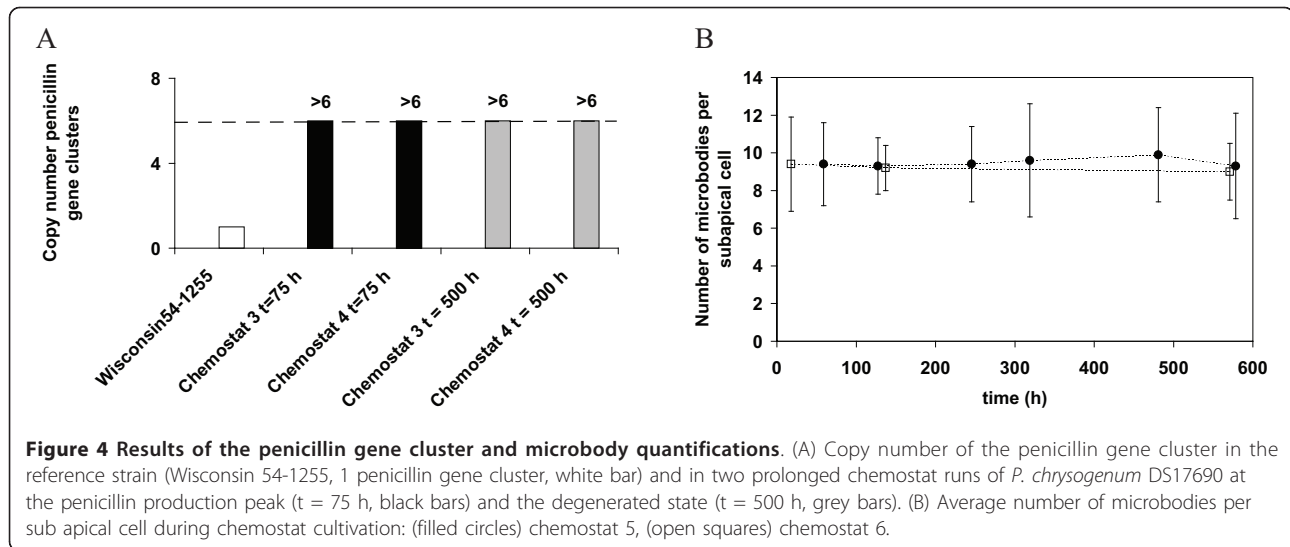 A
Copy number penicillin
gene clusters
8
4
0
>6 >6 >6 >6
Wisconsin54-1255
Chemostat 3 t=75 h
Chemostat 4 t=75 h
Chemostat 3 t = 500 h
Chemostat 4 t = 500 h
B
Number of microbodies per
subapical cell
14
12
10
8
6
4
2
0
0 100 200 300 400 500 600
time (h)
Figure 4 Results of the penicillin gene cluster and microbody quantifications. (A) Copy number of the penicillin gene cluster in the
reference strain (Wisconsin 54-1255, 1 penicillin gene cluster, white bar) and in two prolonged chemostat runs of P. chrysogenum DS17690 at
the penicillin production peak (t = 75 h, black bars) and the degenerated state (t = 500 h, grey bars). (B) Average number of microbodies per
sub apical cell during chemostat cultivation: (filled circles) chemostat 5, (open squares) chemostat 6.